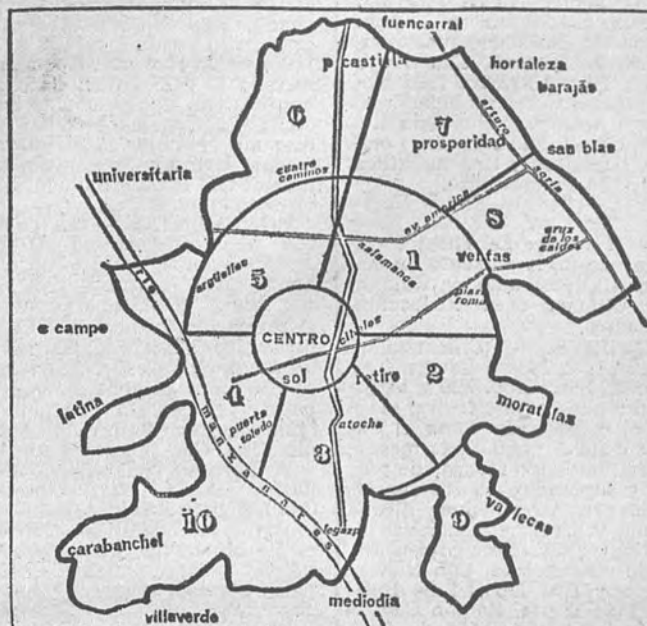 fuencarral
p castilla
hortaleza
barajas
6
7
arturo
prosperidad
san blas
soria
cuatro
caminos
universitaria
av. america
8
cruz
de los
caidos
salamanca
1
ventas
argüelles
5
plaza
roma
rio
c campo
CENTRO
cibeles
sol
retiro
2
4
latina
moratalaz
puerta
toledo
atocha
3
manzanares
vallecas
9
10
legazpi
carabanchel
mediodia
villaverde